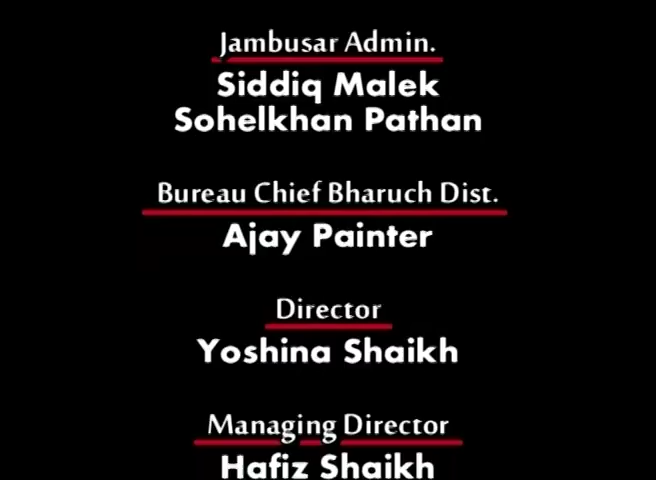 Jambusar Admin.
Siddiq Malek
Sohelkhan Pathan
Bureau Chief Bharuch Dist.
Ajay Painter
Director
Yoshina Shaikh
Managing Director
Hafiz Shaikh